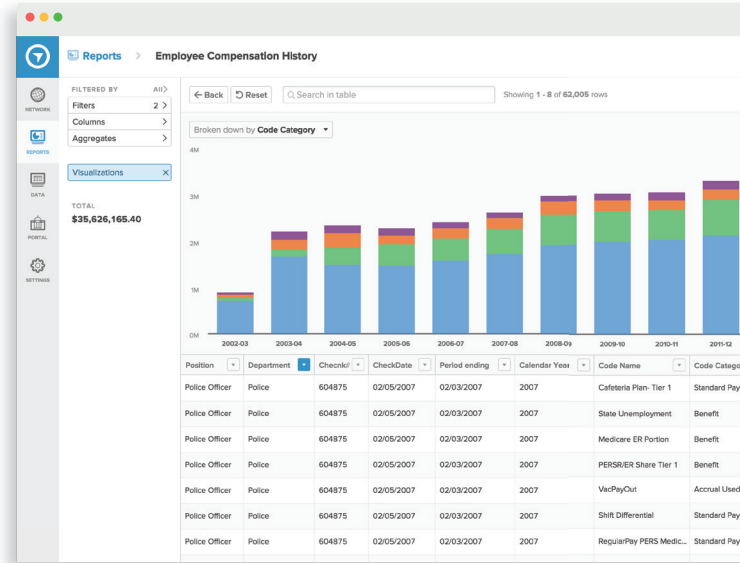 Reports > Employee Compensation History
NETWORK
REPORTS
DATA
PORTAL
SETTINGS
FILTERED BY All>
Filters 2 >
Columns >
Aggregates >
Visualizations ×
TOTAL
$35,626,165.40
← Back Reset Search in table Showing 1 - 8 of 62,005 rows
Broken down by Code Category
4M
3M
2M
1M
0M
2002-03 2003-04 2004-05 2005-06 2006-07 2007-08 2008-09 2009-10 2010-11 2011-12
Position Department Checnk# CheckDate Period ending Calendar Year Code Name Code Catego
Police Officer Police 604875 02/05/2007 02/03/2007 2007 Cafeteria Plan- Tier 1 Standard Pay
Police Officer Police 604875 02/05/2007 02/03/2007 2007 State Unemployment Benefit
Police Officer Police 604875 02/05/2007 02/03/2007 2007 Medicare ER Portion Benefit
Police Officer Police 604875 02/05/2007 02/03/2007 2007 PERSR/ER Share Tier 1 Benefit
Police Officer Police 604875 02/05/2007 02/03/2007 2007 VacPayOut Accrual Used
Police Officer Police 604875 02/05/2007 02/03/2007 2007 Shift Differential Standard Pay
Police Officer Police 604875 02/05/2007 02/03/2007 2007 RegularPay PERS Medic... Standard Pay